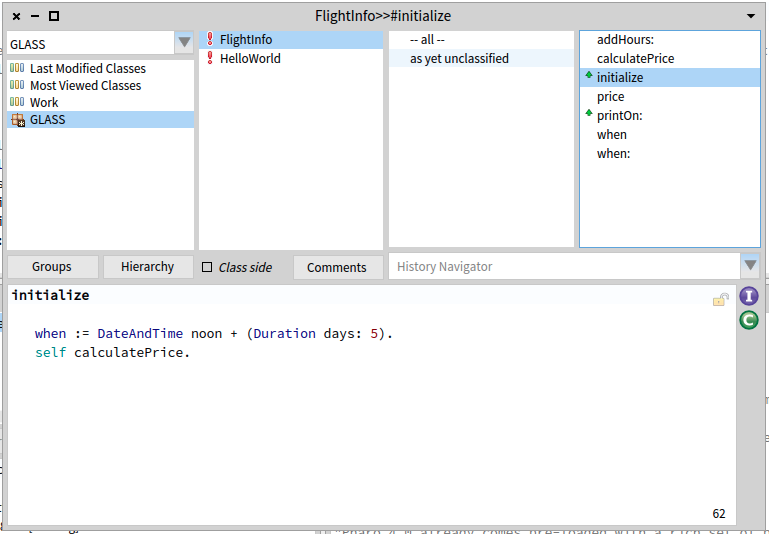 FlightInfo>>#initialize
GLASS
Last Modified Classes
Most Viewed Classes
Work
GLASS
FlightInfo
HelloWorld
-- all --
as yet unclassified
addHours:
calculatePrice
initialize
price
printOn:
when
when:
Groups
Hierarchy
Class side
Comments
History Navigator
initialize
when := DateAndTime noon + (Duration days: 5).
self calculatePrice.
I
C
62